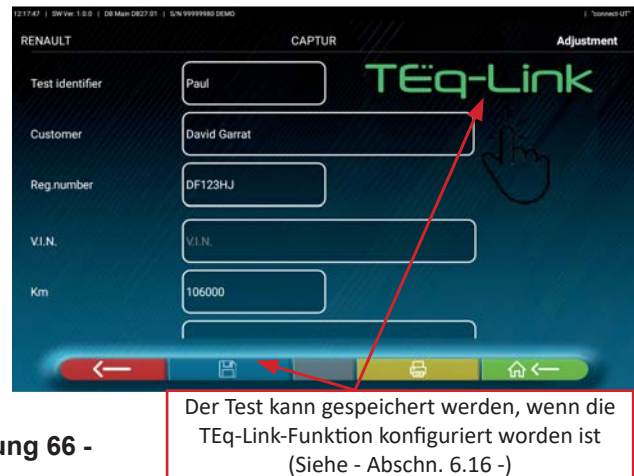 12:17:47 | SW Ver: 1.0.0 | DB Main DB27.01 | S/N 99999980 DEMO | "connect-UT"
RENAULT CAPTUR Adjustment
TEq-Link
Test identifier Paul
Customer David Garrat
Reg.number DF123HJ
V.I.N. V.I.N.
Km 106000
Der Test kann gespeichert werden, wenn die
TEq-Link-Funktion konfiguriert worden ist
(Siehe - Abschn. 6.16 -)
ung 66 -